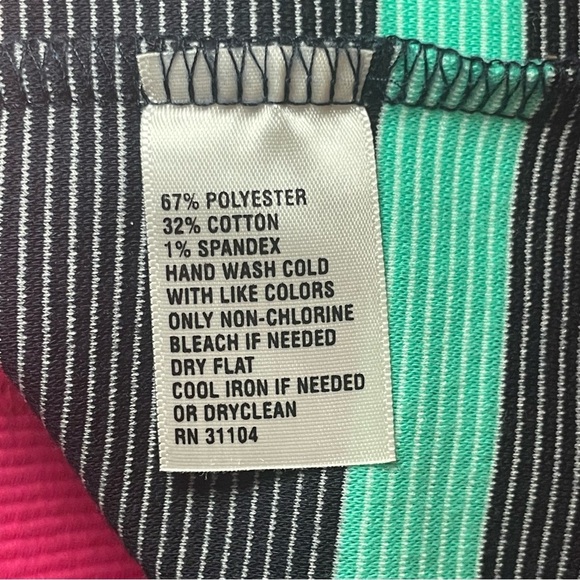 67% POLYESTER
32% COTTON
1% SPANDEX
HAND WASH COLD
WITH LIKE COLORS
ONLY NON-CHLORINE
BLEACH IF NEEDED
DRY FLAT
COOL IRON IF NEEDED
OR DRYCLEAN
RN 31104